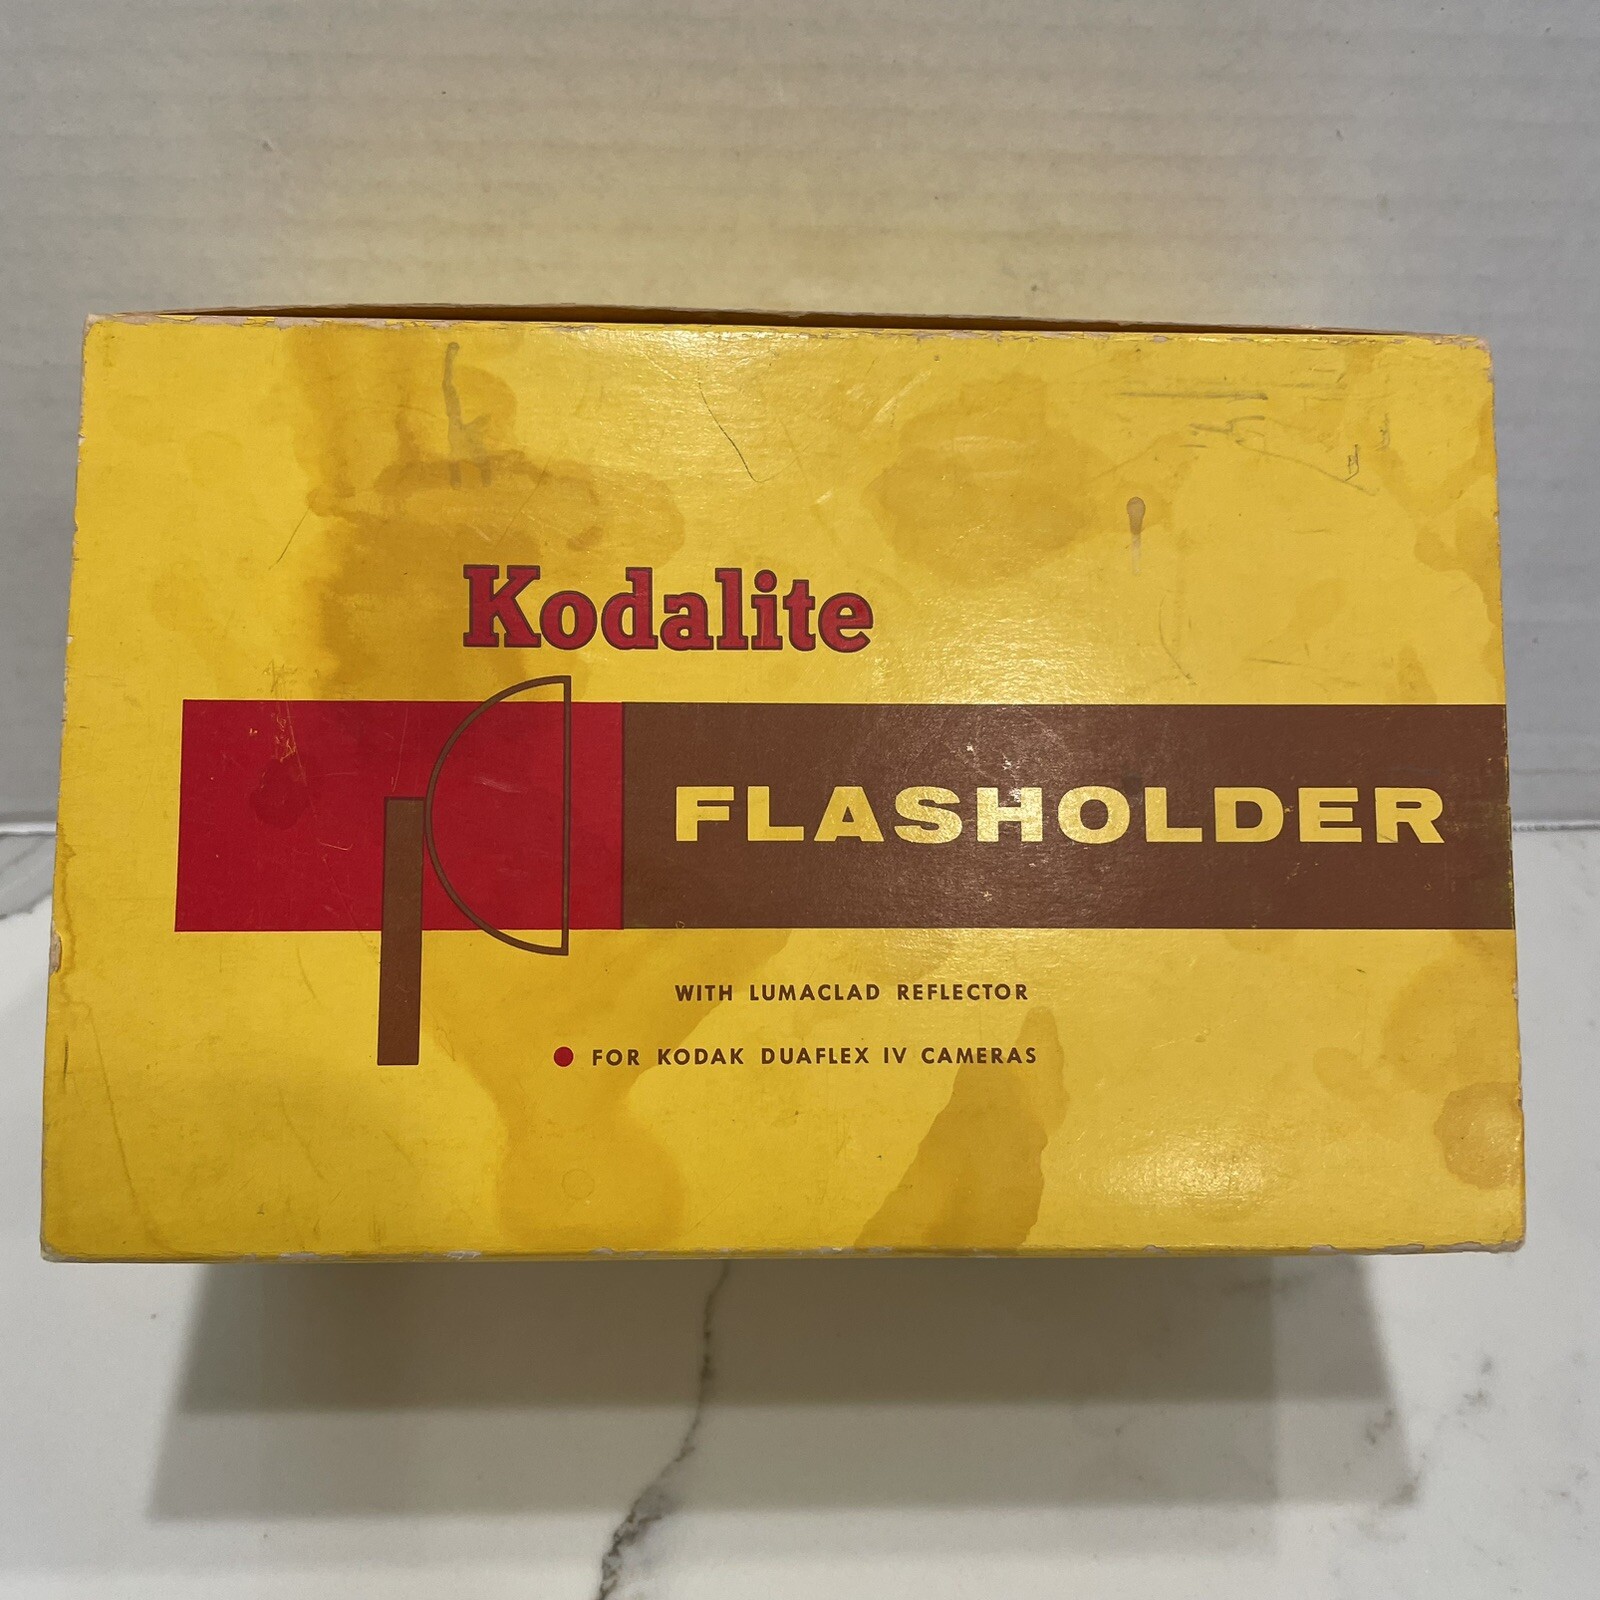 Kodalite
FLASHOLDER
WITH LUMACLAD REFLECTOR
FOR KODAK DUAFLEX IV CAMERAS